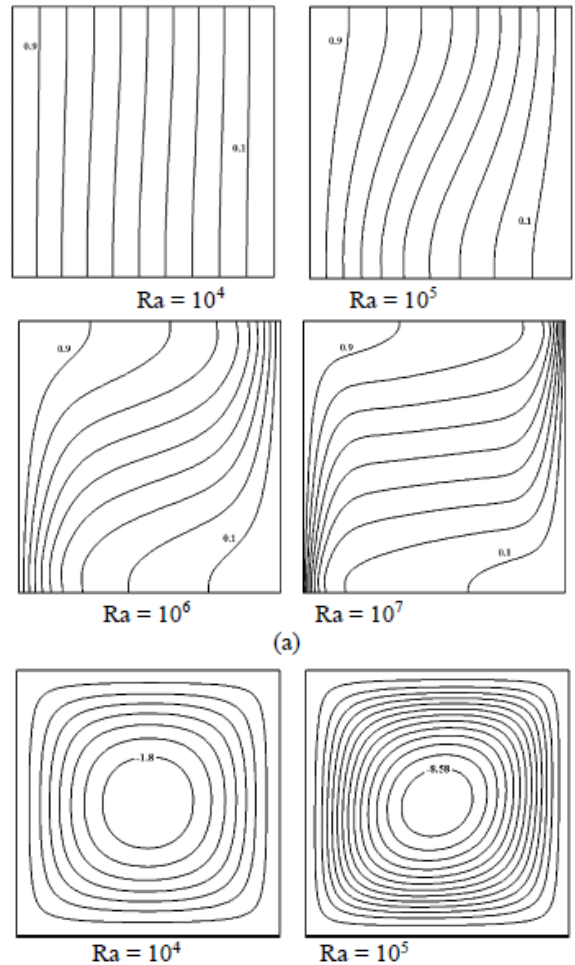 0.9
0.1
0.9
0.1
Ra = 10⁴ Ra = 10⁵
0.9
0.1
0.9
0.1
Ra = 10⁶ Ra = 10⁷
(a)
-1.8
-8.58
Ra = 10⁴ Ra = 10⁵